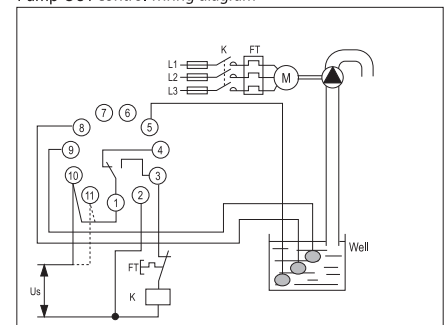 Pump OUT control wiring diagram
K FT
L1
L2
L3
M
7 6
8 5
9 4
10 11 3
1 2
FT
Well
Us
K